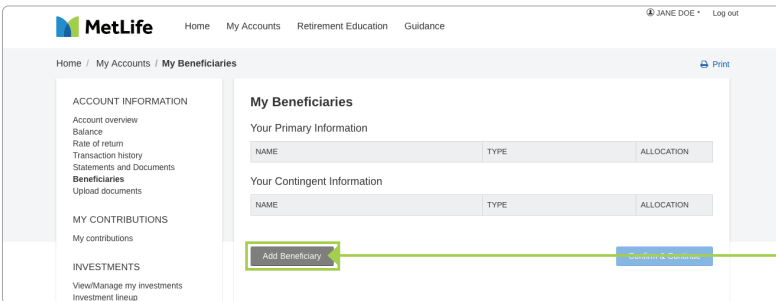 JANE DOE * Log out
MetLife Home My Accounts Retirement Education Guidance
Home / My Accounts / My Beneficiaries Print
ACCOUNT INFORMATION
Account overview
Balance
Rate of return
Transaction history
Statements and Documents
Beneficiaries
Upload documents
MY CONTRIBUTIONS
My contributions
INVESTMENTS
View/Manage my investments
Investment lineup
My Beneficiaries
Your Primary Information
NAME TYPE ALLOCATION
Your Contingent Information
NAME TYPE ALLOCATION
Add Beneficiary Confirm & Continue